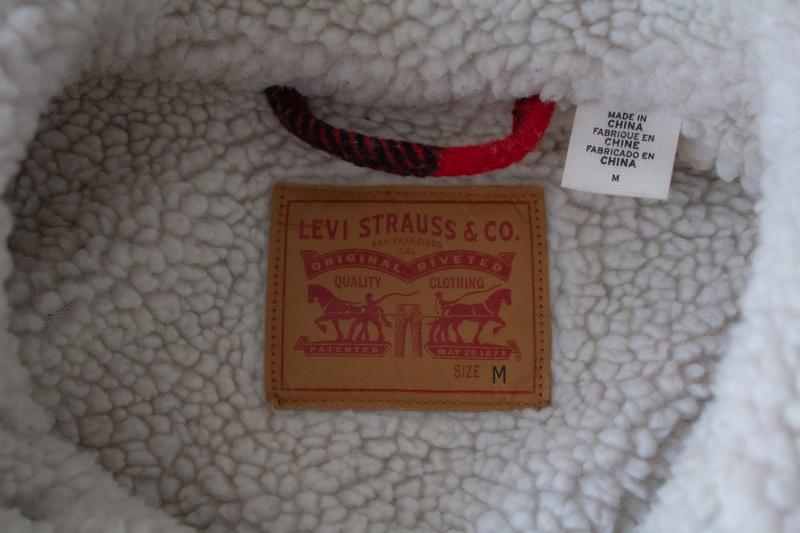 MADE IN
CHINA
FABRIQUE EN
CHINE
FABRICADO EN
CHINA
M
LEVI STRAUSS & CO.
SAN FRANCISCO
CAL
ORIGINAL RIVETED
QUALITY CLOTHING
PATENTED MAY 20 1873
SIZE M